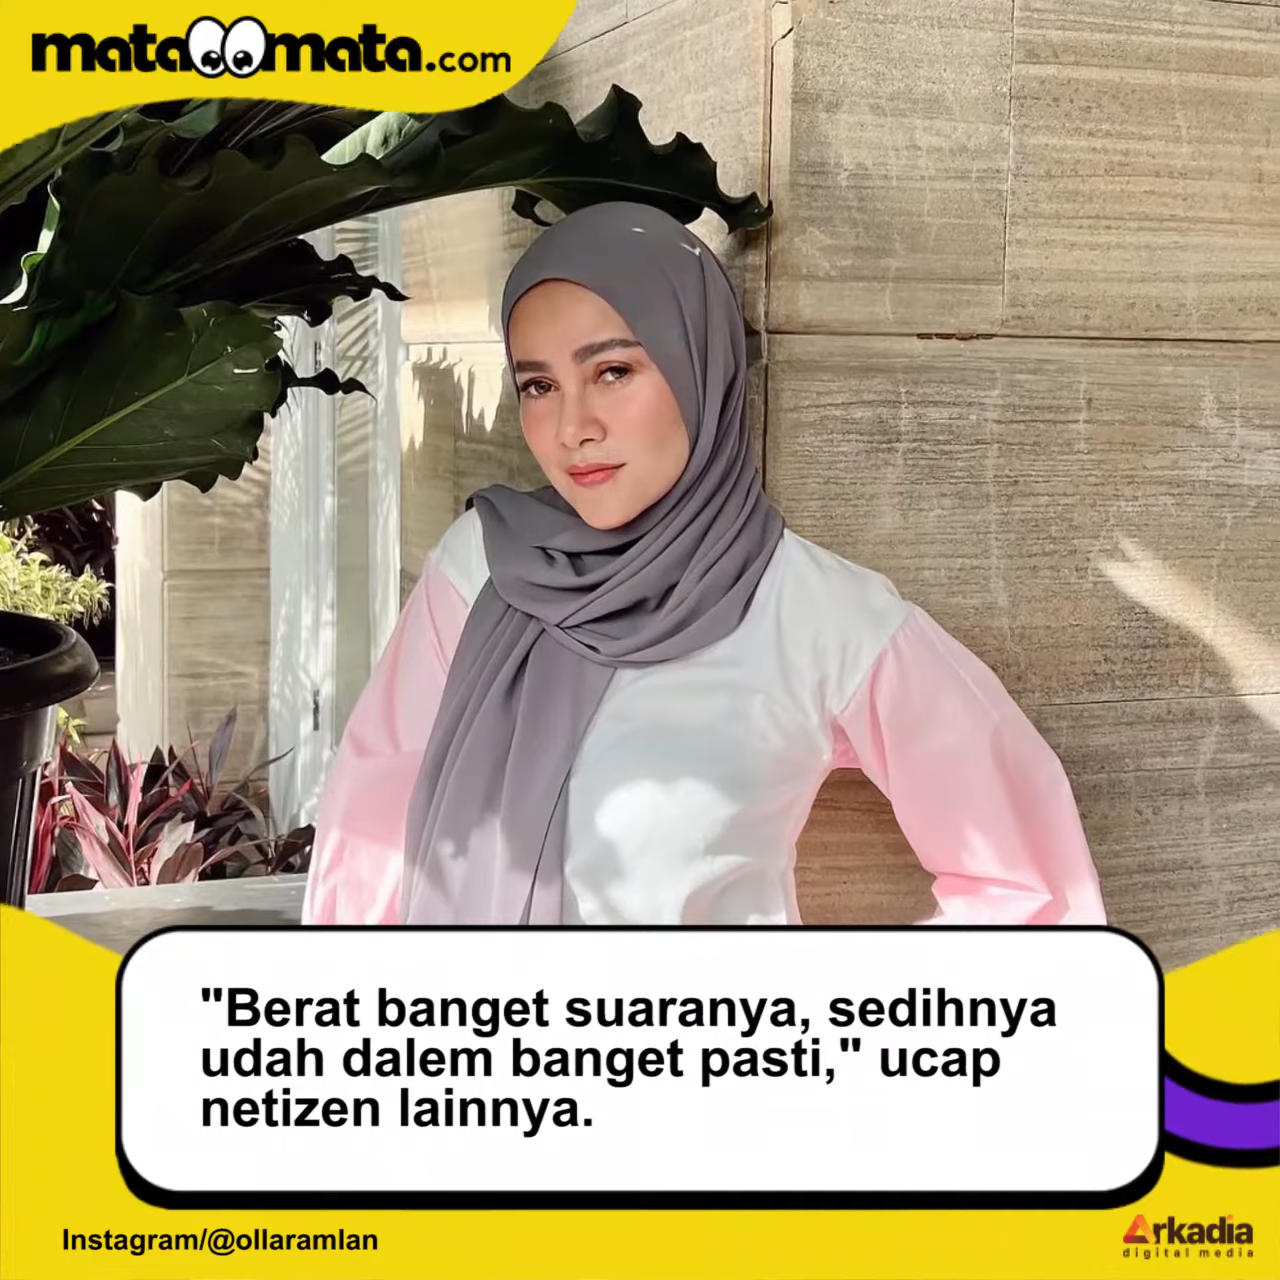 matamata.com
"Berat banget suaranya, sedihnya
udah dalem banget pasti," ucap
netizen lainnya.
Instagram/@ollaramlan
Arkadia
digital media